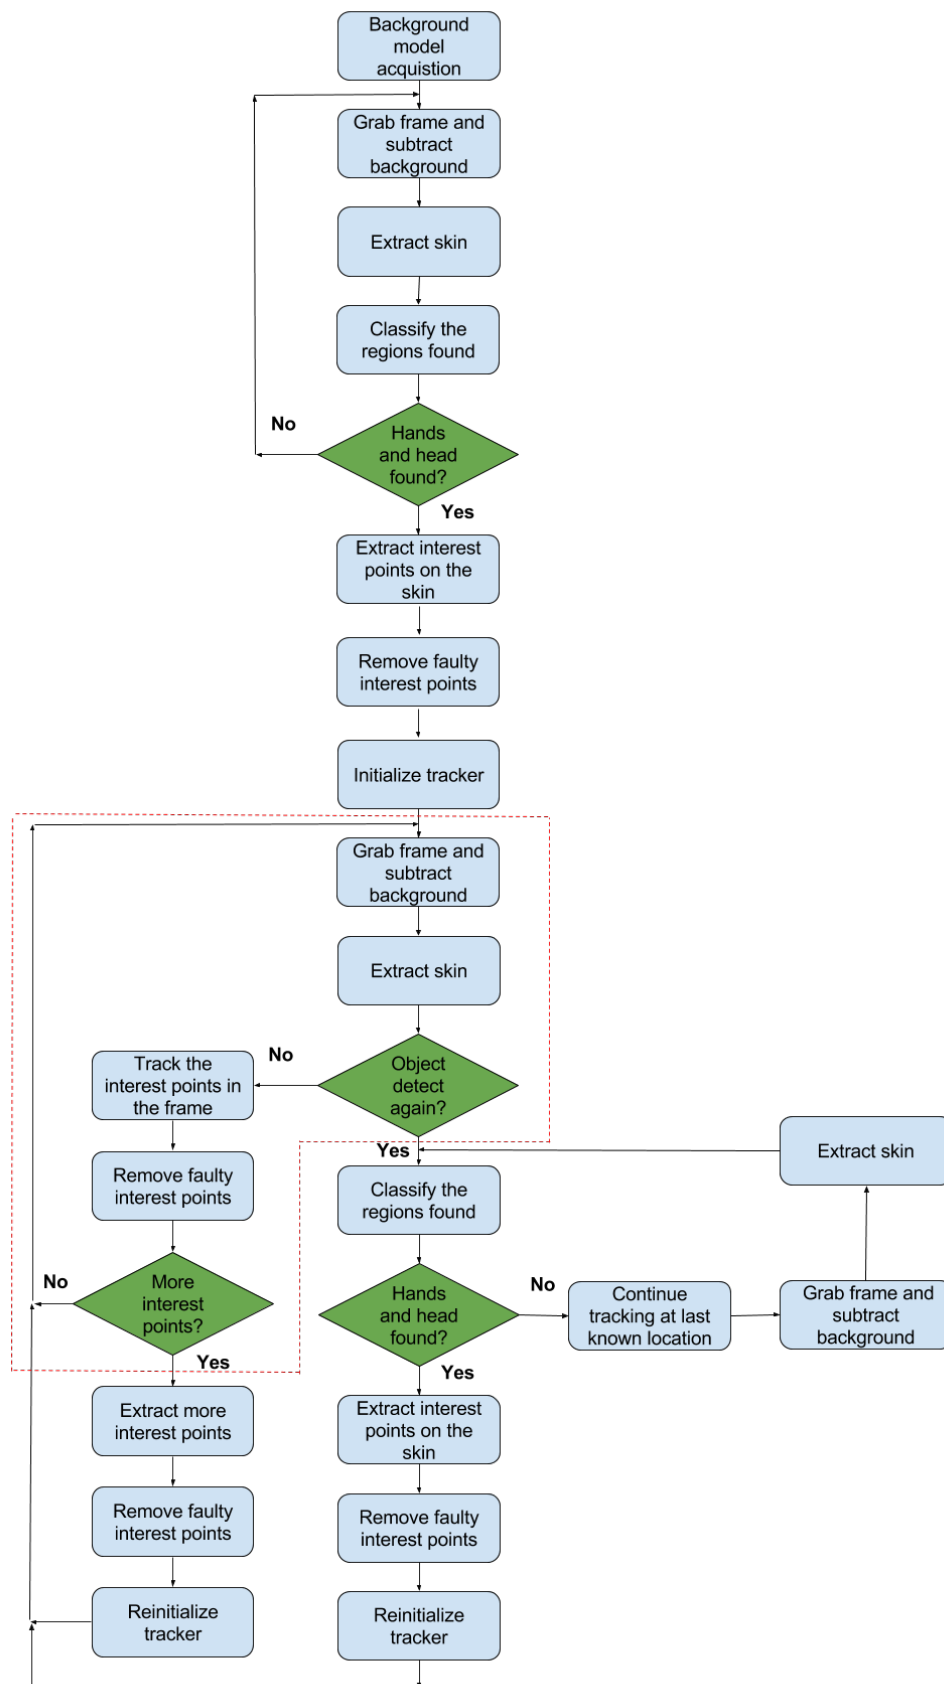 Background
model
acquistion
Grab frame and
subtract
background
Extract skin
Classify the
regions found
No
Hands
and head
found?
Yes
Extract interest
points on the
skin
Remove faulty
interest points
Initialize tracker
Grab frame and
subtract
background
Extract skin
Object
detect
again?
No
Track the
interest points in
the frame
Remove faulty
interest points
No
More
interest
points?
Yes
Extract more
interest points
Remove faulty
interest points
Reinitialize
tracker
Yes
Classify the
regions found
Hands
and head
found?
No
Continue
tracking at last
known location
Grab frame and
subtract
background
Extract skin
Yes
Extract interest
points on the
skin
Remove faulty
interest points
Reinitialize
tracker